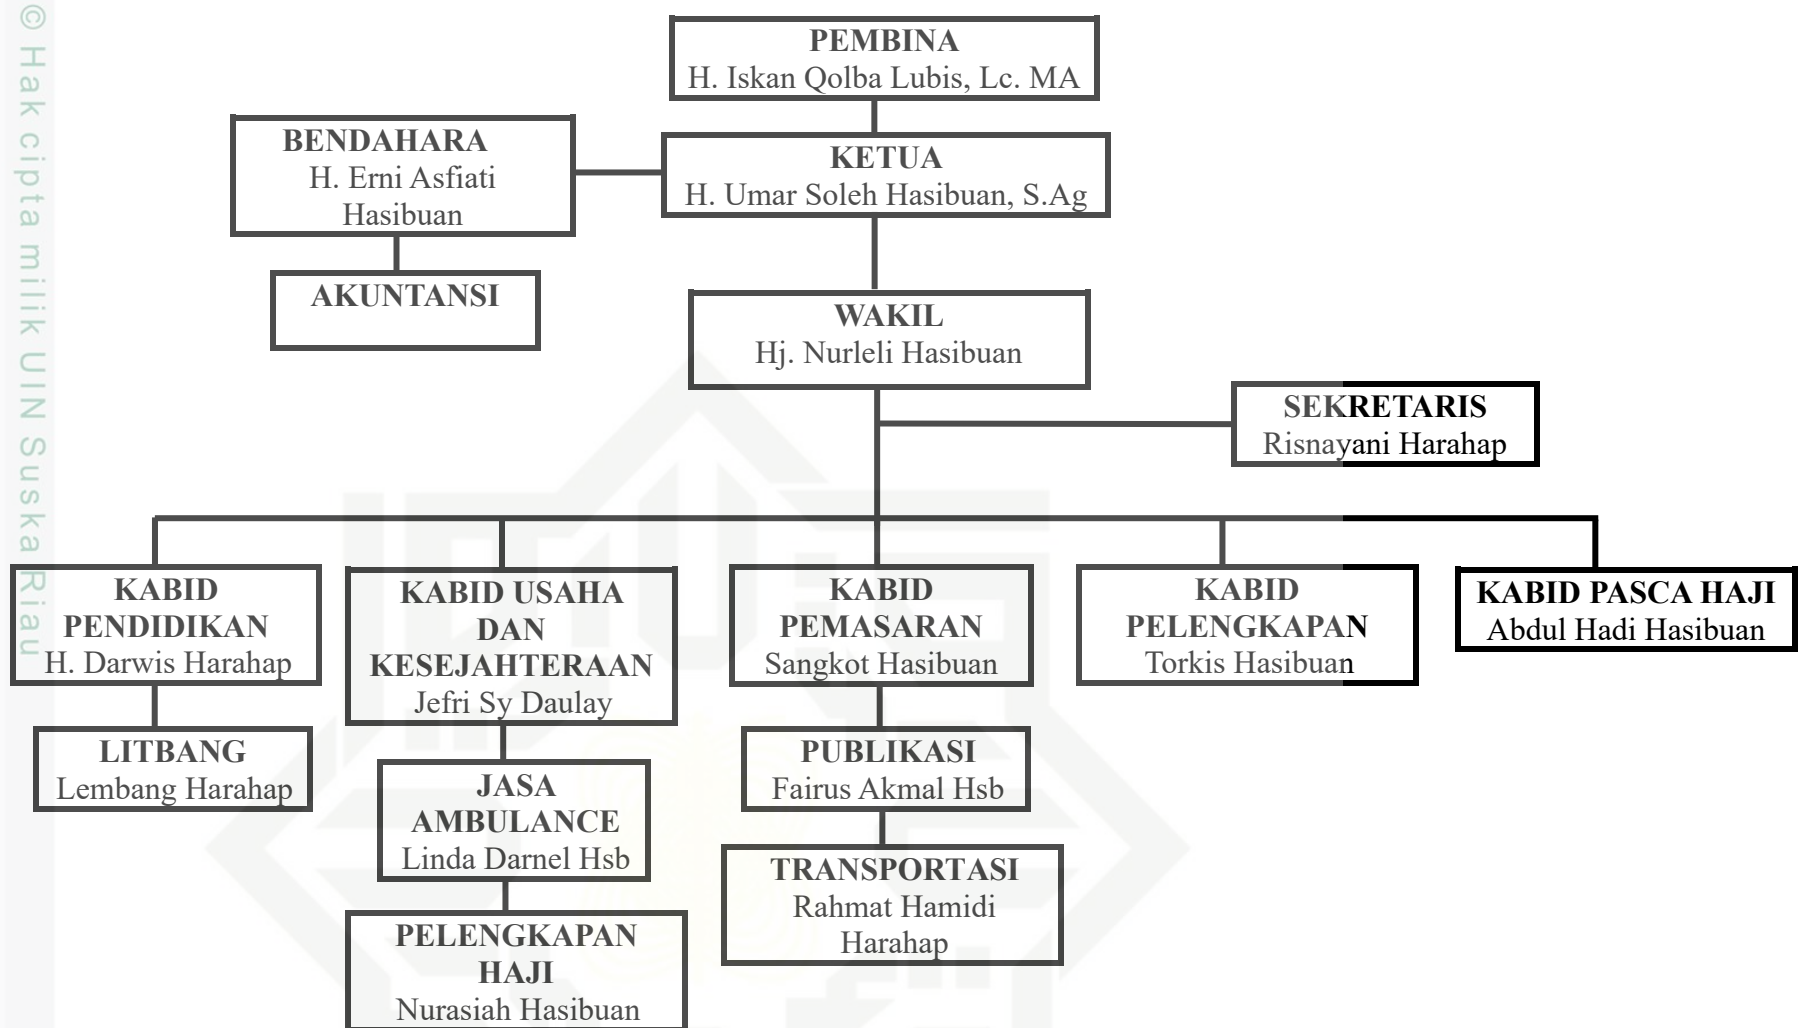 © Hak cipta milik UIN Suska Riau
PEMBINA
H. Iskan Qolba Lubis, Lc. MA
BENDAHARA
H. Erni Asfiati
Hasibuan
KETUA
H. Umar Soleh Hasibuan, S.Ag
AKUNTANSI
WAKIL
Hj. Nurleli Hasibuan
SEKRETARIS
Risnayani Harahap
KABID
PENDIDIKAN
H. Darwis Harahap
KABID USAHA
DAN
KESEJAHTERAAN
Jefri Sy Daulay
KABID
PEMASARAN
Sangkot Hasibuan
KABID
PELENGKAPAN
Torkis Hasibuan
KABID PASCA HAJI
Abdul Hadi Hasibuan
LITBANG
Lembang Harahap
JASA
AMBULANCE
Linda Darnel Hsb
PUBLIKASI
Fairus Akmal Hsb
TRANSPORTASI
Rahmat Hamidi
Harahap
PELENGKAPAN
HAJI
Nurasiah Hasibuan